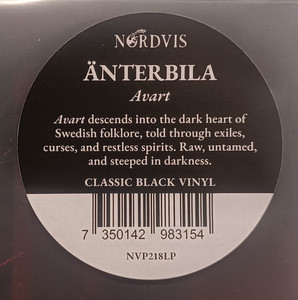 NORDVIS
ÄNTERBILA
Avart
Avart descends into the dark heart of
Swedish folklore, told through exiles,
curses, and restless spirits. Raw, untamed,
and steeped in darkness.
CLASSIC BLACK VINYL
7 350142 983154
NVP218LP